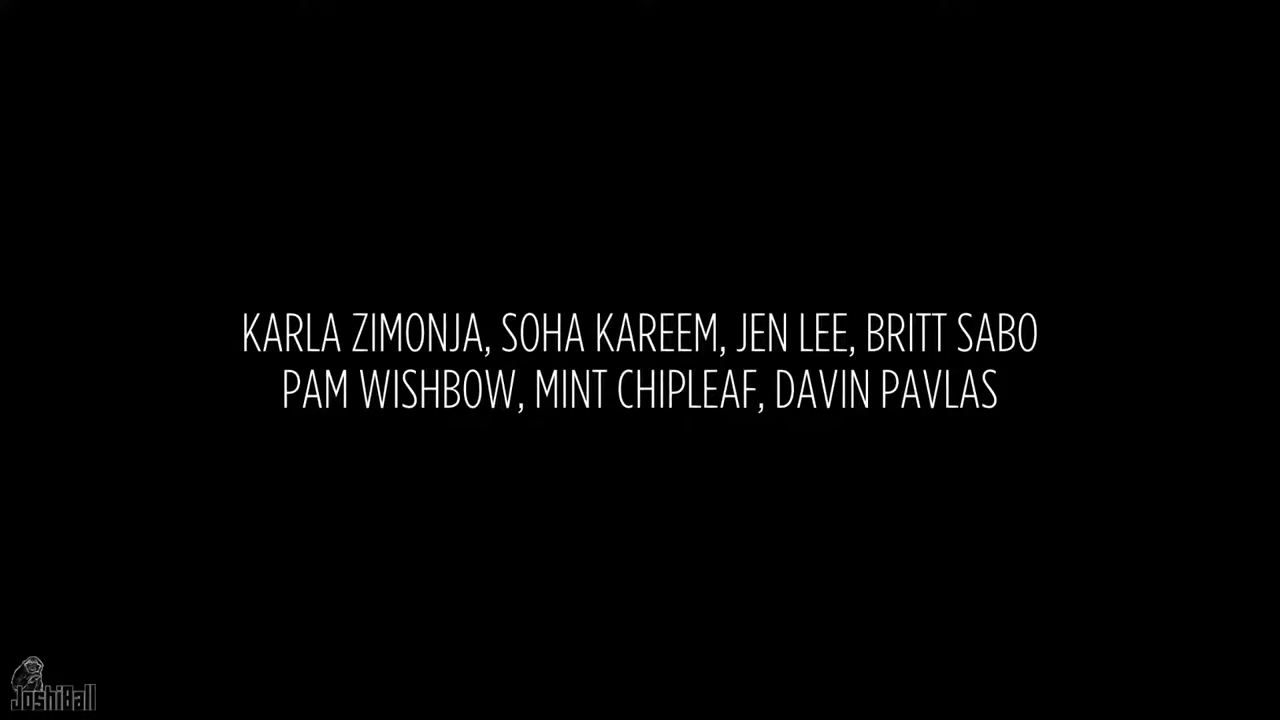 KARLA ZIMONJA, SOHA KAREEM, JEN LEE, BRITT SABO
PAM WISHBOW, MINT CHIPLEAF, DAVIN PAVLAS
JoshiBall